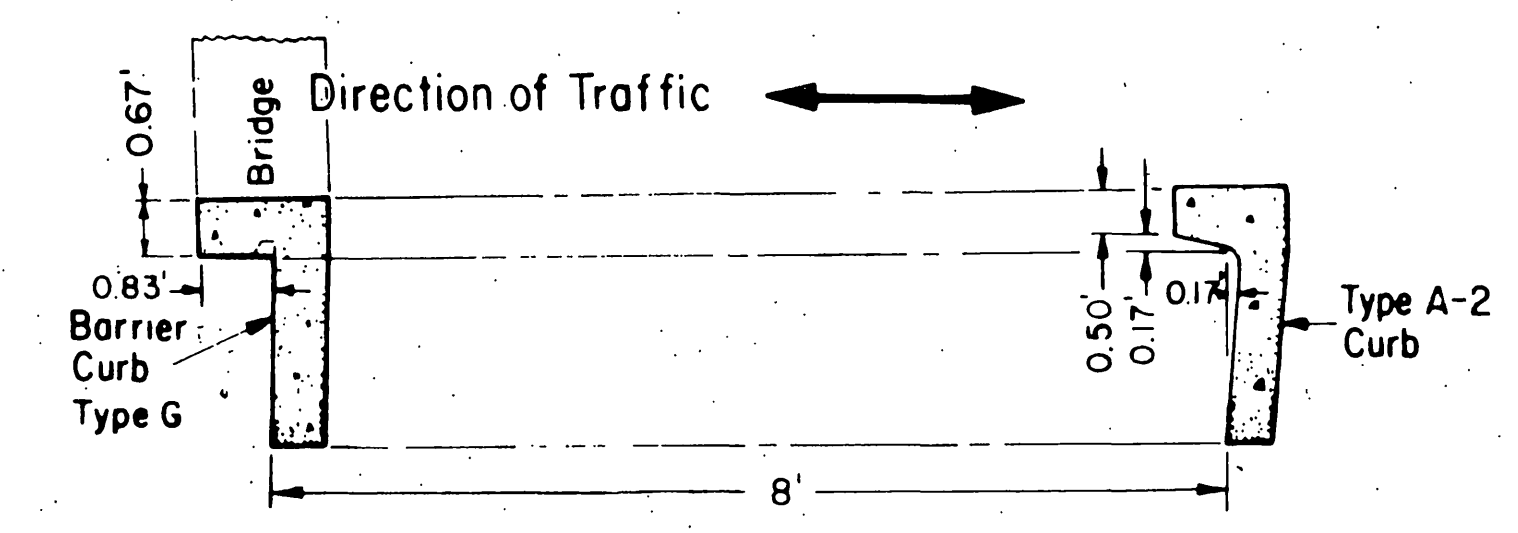 0.67'
Bridge
Direction of Traffic
0.83'
Barrier
Curb
Type G
0.50'
0.17'
0.17'
Type A-2
Curb
8'